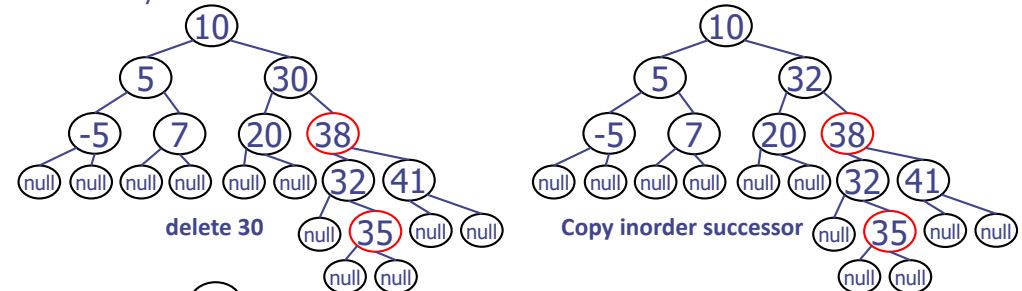 10 10
5 30 5 32
-5 7 20 38 -5 7 20 38
null null null null null null 32 41 null null null null null null 32 41
delete 30 null 35 null null Copy inorder successor null 35 null null
null null null null